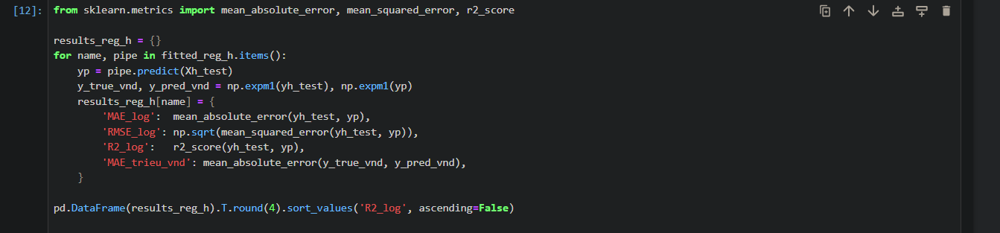 [12]: from sklearn.metrics import mean_absolute_error, mean_squared_error, r2_score

results_reg_h = {}
for name, pipe in fitted_reg_h.items():
    yp = pipe.predict(Xh_test)
    y_true_vnd, y_pred_vnd = np.expm1(yh_test), np.expm1(yp)
    results_reg_h[name] = {
        'MAE_log':  mean_absolute_error(yh_test, yp),
        'RMSE_log': np.sqrt(mean_squared_error(yh_test, yp)),
        'R2_log':   r2_score(yh_test, yp),
        'MAE_trieu_vnd': mean_absolute_error(y_true_vnd, y_pred_vnd),
    }

pd.DataFrame(results_reg_h).T.round(4).sort_values('R2_log', ascending=False)